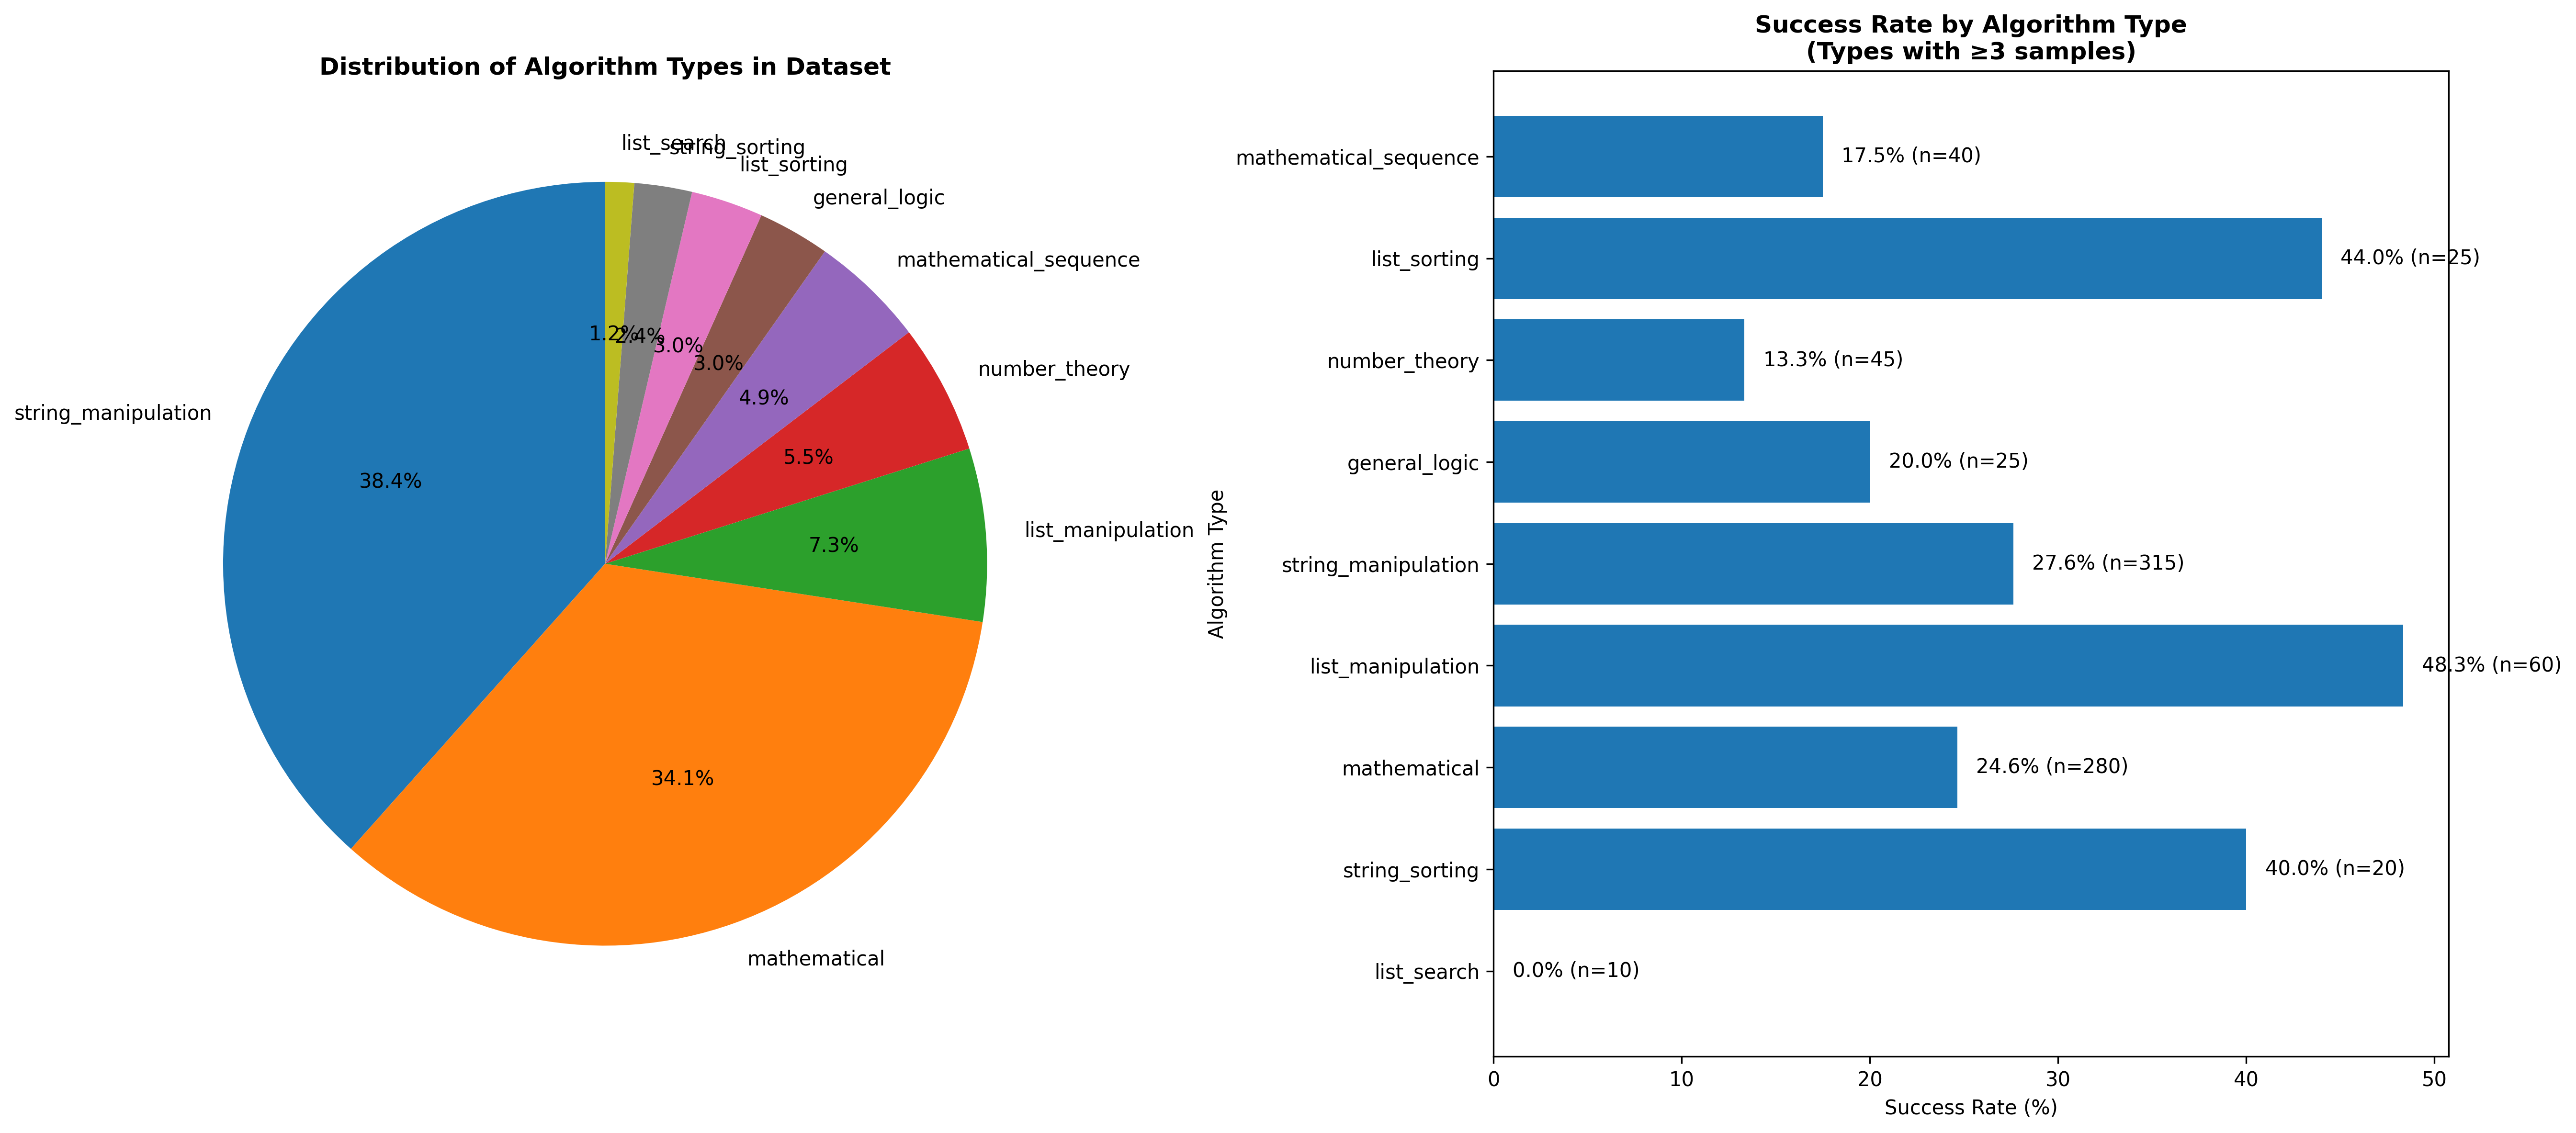 Distribution of Algorithm Types in Dataset
list_search
string_sorting
list_sorting
general_logic
mathematical_sequence
number_theory
list_manipulation
string_manipulation
mathematical
1.2%
2.4%
3.0%
3.0%
4.9%
5.5%
7.3%
38.4%
34.1%
Success Rate by Algorithm Type
(Types with ≥3 samples)
Algorithm Type
mathematical_sequence
17.5% (n=40)
list_sorting
44.0% (n=25)
number_theory
13.3% (n=45)
general_logic
20.0% (n=25)
string_manipulation
27.6% (n=315)
list_manipulation
48.3% (n=60)
mathematical
24.6% (n=280)
string_sorting
40.0% (n=20)
list_search
0.0% (n=10)
0 10 20 30 40 50
Success Rate (%)